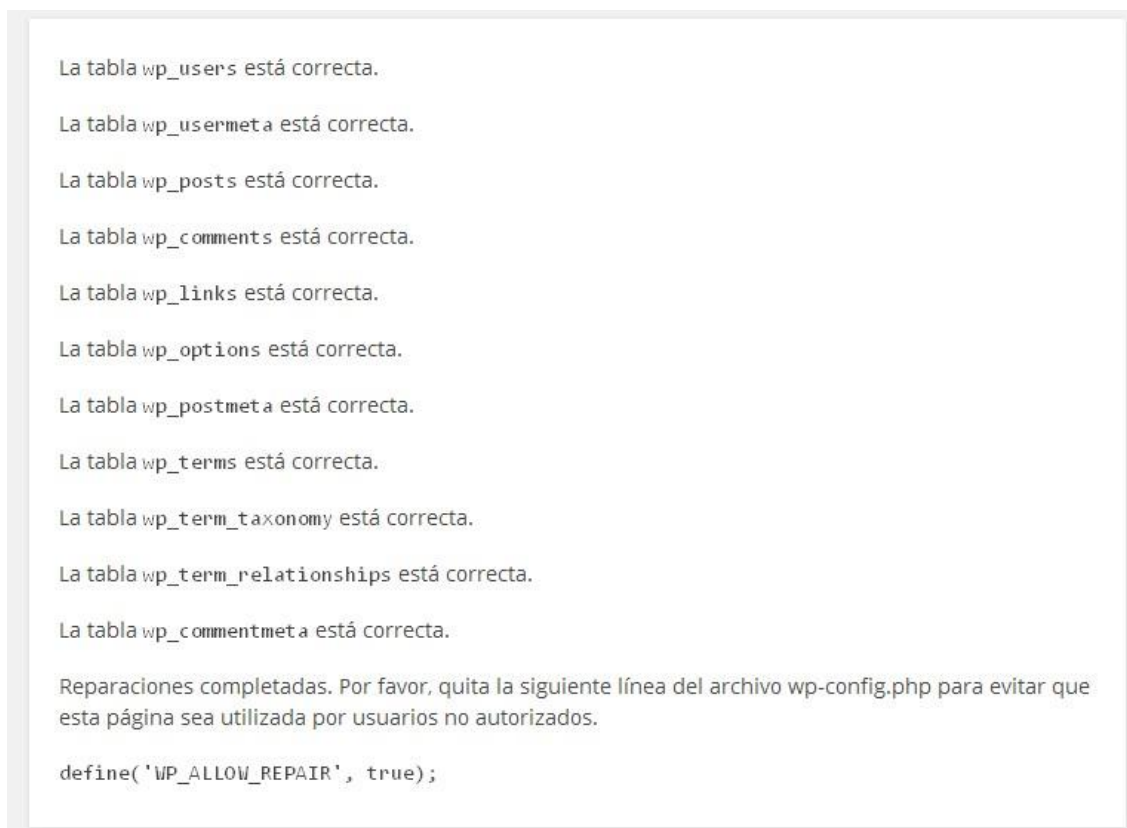 La tabla wp_users está correcta.
La tabla wp_usermeta está correcta.
La tabla wp_posts está correcta.
La tabla wp_comments está correcta.
La tabla wp_links está correcta.
La tabla wp_options está correcta.
La tabla wp_postmeta está correcta.
La tabla wp_terms está correcta.
La tabla wp_term_taxonomy está correcta.
La tabla wp_term_relationships está correcta.
La tabla wp_commentmeta está correcta.
Reparaciones completadas. Por favor, quita la siguiente línea del archivo wp-config.php para evitar que
esta página sea utilizada por usuarios no autorizados.
define('WP_ALLOW_REPAIR', true);